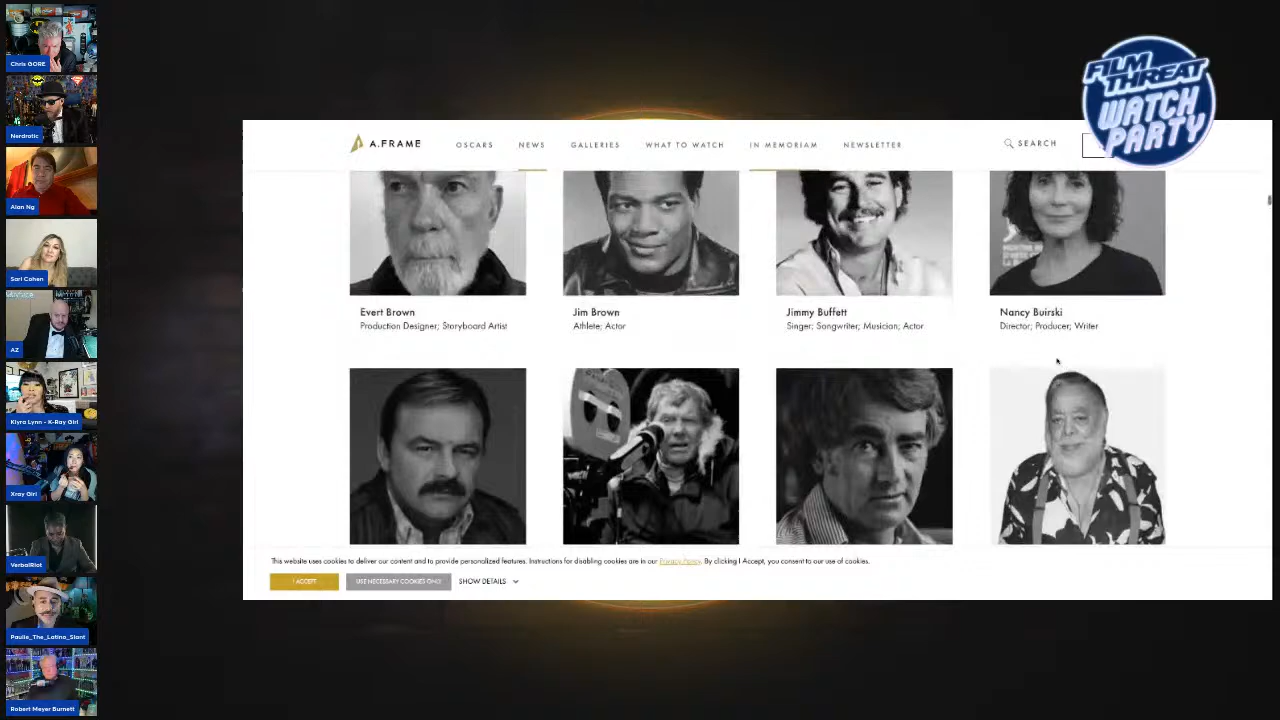 Chris GORE
Nerdrotic
Alan Ng
Sari Cohen
AZ
Klyra Lynn - K-Ray Girl
Xray Girl
VerbalRiot
Paulie_The_Latino_Slant
Robert Meyer Burnett
FILM
THREAT
WATCH
PARTY
A.FRAME
OSCARS
NEWS
GALLERIES
WHAT TO WATCH
IN MEMORIAM
NEWSLETTER
SEARCH
Evert Brown
Production Designer; Storyboard Artist
Jim Brown
Athlete; Actor
Jimmy Buffett
Singer; Songwriter; Musician; Actor
Nancy Buirski
Director; Producer; Writer
This website uses cookies to deliver our content and to provide personalized features. Instructions for disabling cookies are in our Privacy Policy. By clicking I Accept, you consent to our use of cookies.
I ACCEPT
USE NECESSARY COOKIES ONLY
SHOW DETAILS